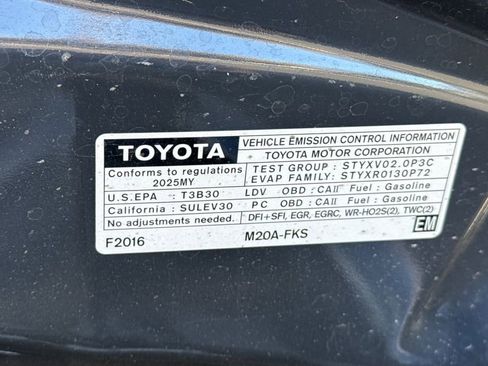 TOYOTA
VEHICLE EMISSION CONTROL INFORMATION
TOYOTA MOTOR CORPORATION
Conforms to regulations
2025MY
TEST GROUP : STYXV02.0P3C
EVAP FAMILY: STYXR0130P72
U.S.EPA : T3B30 LDV OBD : CAII Fuel : Gasoline
California : SULEV30 PC OBD : CAII Fuel : Gasoline
No adjustments needed. DFI+SFI, EGR, EGRC, WR-HO2S(2), TWC(2)
F2016 M20A-FKS EM